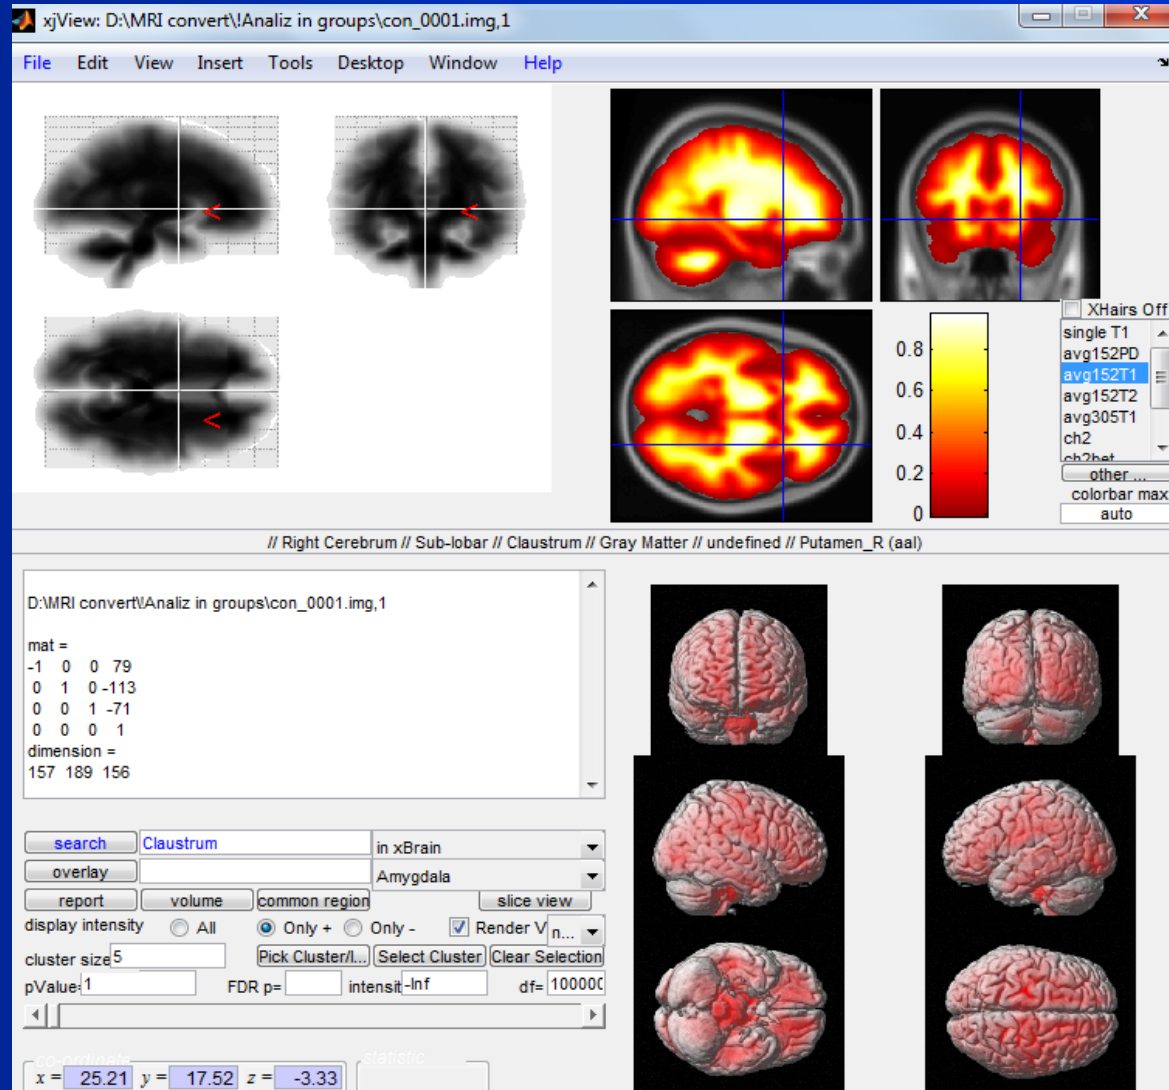 xjView: D:\MRI convert\!Analiz in groups\con_0001.img,1
File Edit View Insert Tools Desktop Window Help
<
<
<
XHairs Off
single T1
avg152PD
avg152T1
avg152T2
avg305T1
ch2
ch2bet
other ...
colorbar max
auto
0.8
0.6
0.4
0.2
0
// Right Cerebrum // Sub-lobar // Claustrum // Gray Matter // undefined // Putamen_R (aal)
D:\MRI convert\!Analiz in groups\con_0001.img,1
mat =
-1 0 0 79
0 1 0 -113
0 0 1 -71
0 0 0 1
dimension =
157 189 156
search Claustrum in xBrain
overlay Amygdala
report volume common region slice view
display intensity All Only + Only - Render V n...
cluster size 5 Pick Cluster/I... Select Cluster Clear Selection
pValue= 1 FDR p= intensit -Inf df= 100000
co-ordinate statistic
x = 25.21 y = 17.52 z = -3.33